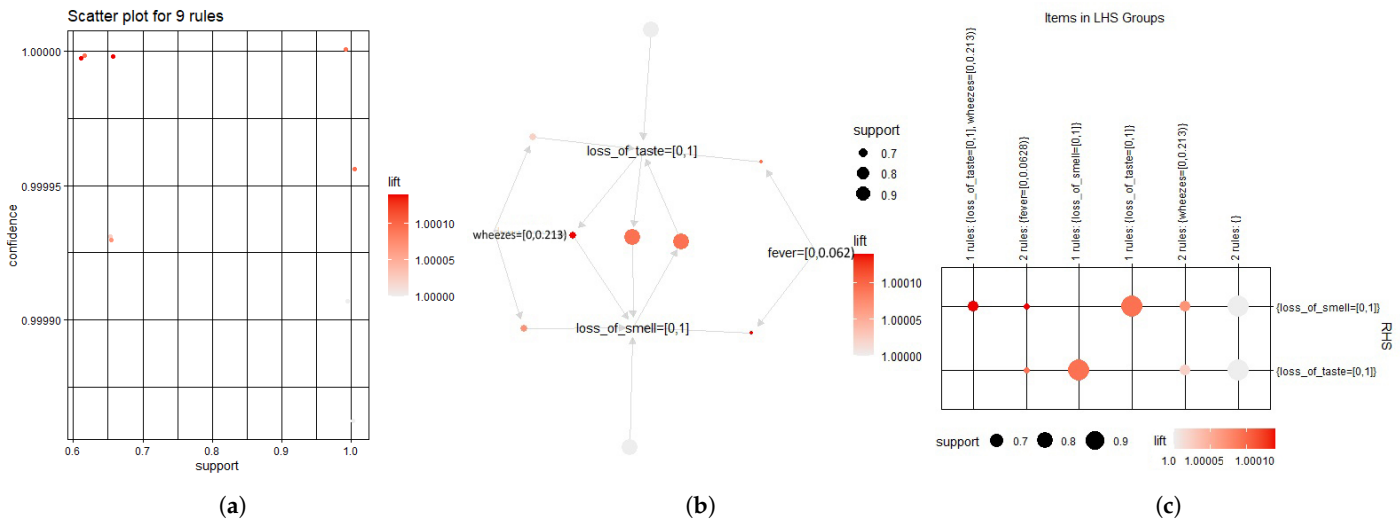 Scatter plot for 9 rules
1.00000
0.99995
0.99990
confidence
0.6
0.7
0.8
0.9
1.0
support
lift
1.00010
1.00005
1.00000
(a)
loss_of_taste=[0,1]
wheezes=[0,0.213)
fever=[0,0.062)
loss_of_smell=[0,1]
support
0.7
0.8
0.9
lift
1.00010
1.00005
1.00000
(b)
Items in LHS Groups
1 rules: {loss_of_taste=[0,1], wheezes=[0,0.213)}
2 rules: {fever=[0,0.0628)}
1 rules: {loss_of_smell=[0,1]}
1 rules: {loss_of_taste=[0,1]}
2 rules: {wheezes=[0,0.213)}
2 rules: {}
{loss_of_smell=[0,1]}
{loss_of_taste=[0,1]}
RHS
support 0.7 0.8 0.9
lift
1.0 1.00005 1.00010
(c)